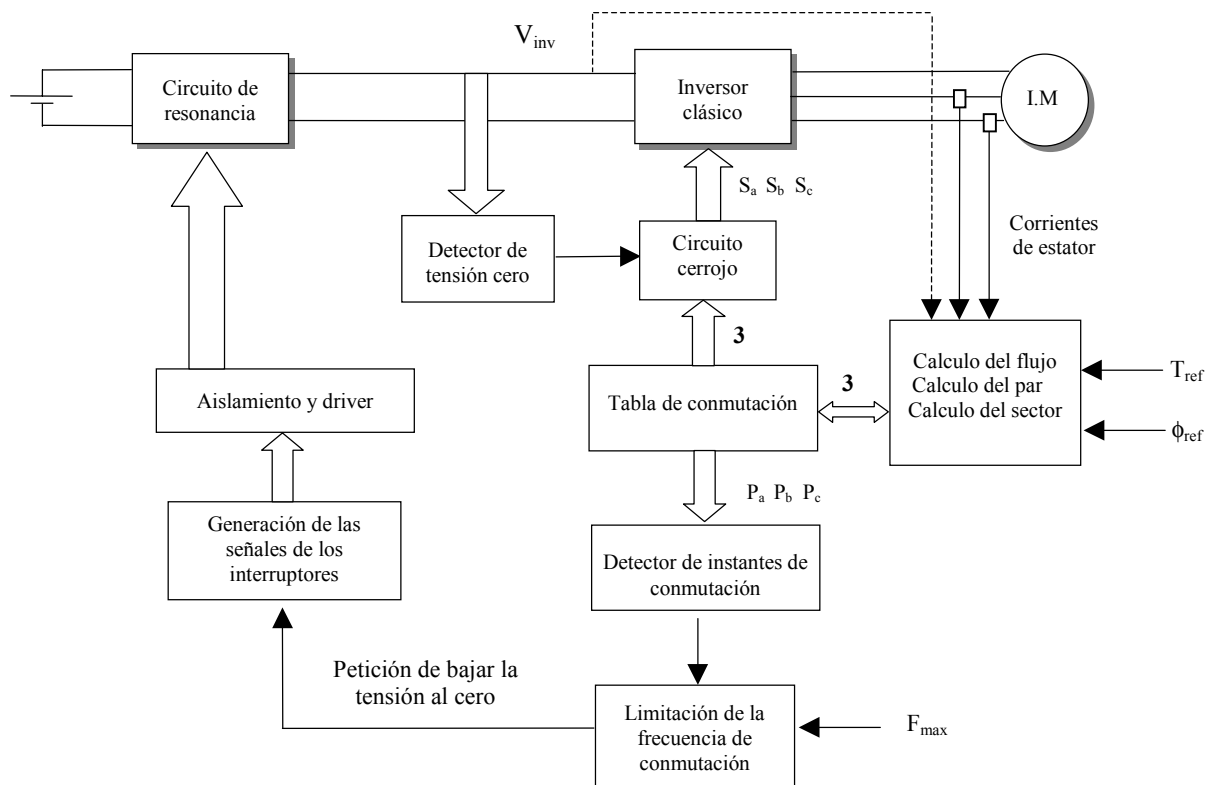 V_inv
Circuito de
resonancia
Inversor
clásico
I.M
S_a S_b S_c
Detector de
tensión cero
Circuito
cerrojo
Corrientes
de estator
3
Calculo del flujo
Calculo del par
Calculo del sector
T_ref
ϕ_ref
Aislamiento y driver
Tabla de conmutación
3
P_a P_b P_c
Generación de las
señales de los
interruptores
Detector de instantes de
conmutación
Petición de bajar la
tensión al cero
Limitación de la
frecuencia de
conmutación
F_max